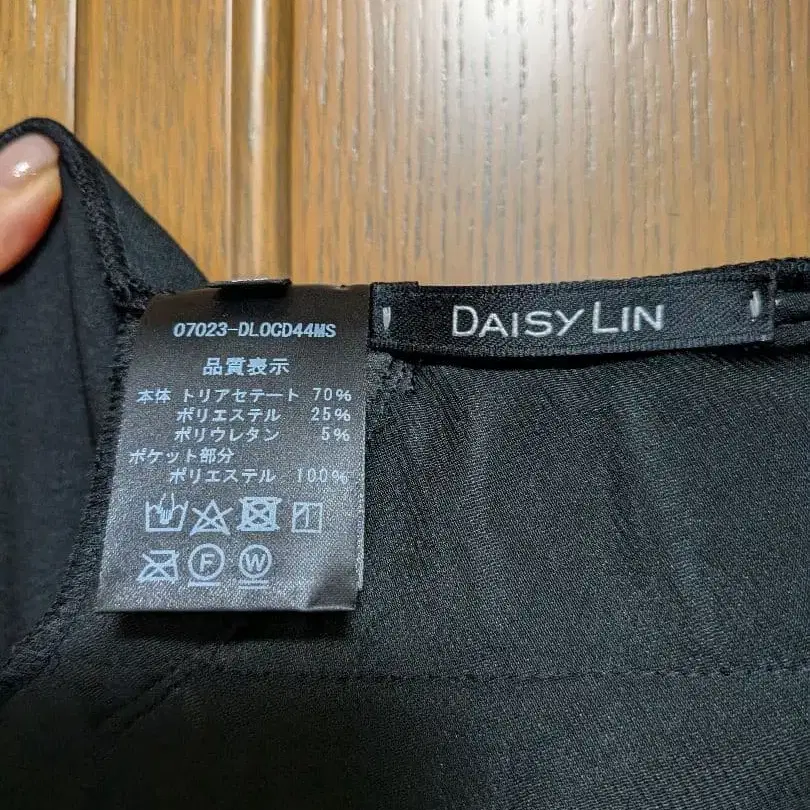 DAISY LIN
07023-DLOCD44MS
品質表示
本体 トリアセテート 70%
ポリエステル 25%
ポリウレタン 5%
ポケット部分
ポリエステル 100%
F W